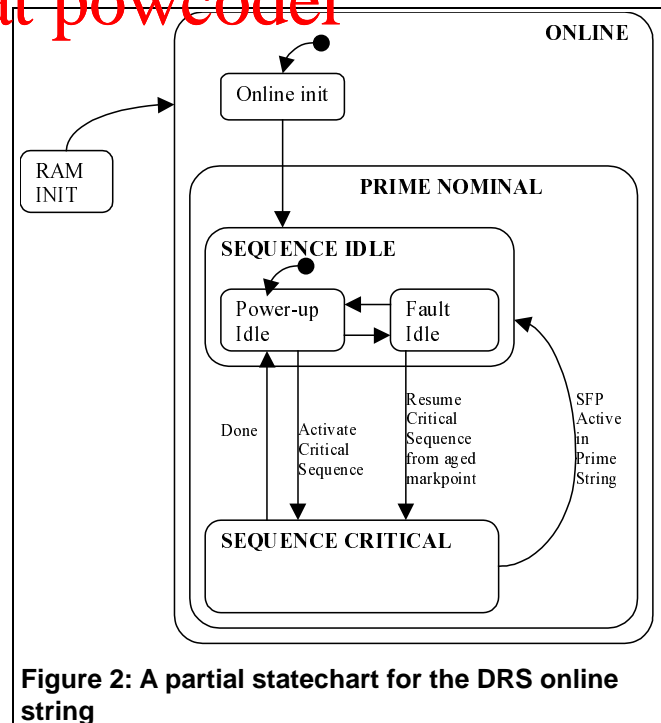 at powcoder
ONLINE
Online init
RAM
INIT
PRIME NOMINAL
SEQUENCE IDLE
Power-up
Idle
Fault
Idle
Done
Activate
Critical
Sequence
Resume
Critical
Sequence
from aged
markpoint
SFP
Active
in
Prime
String
SEQUENCE CRITICAL
Figure 2: A partial statechart for the DRS online
string